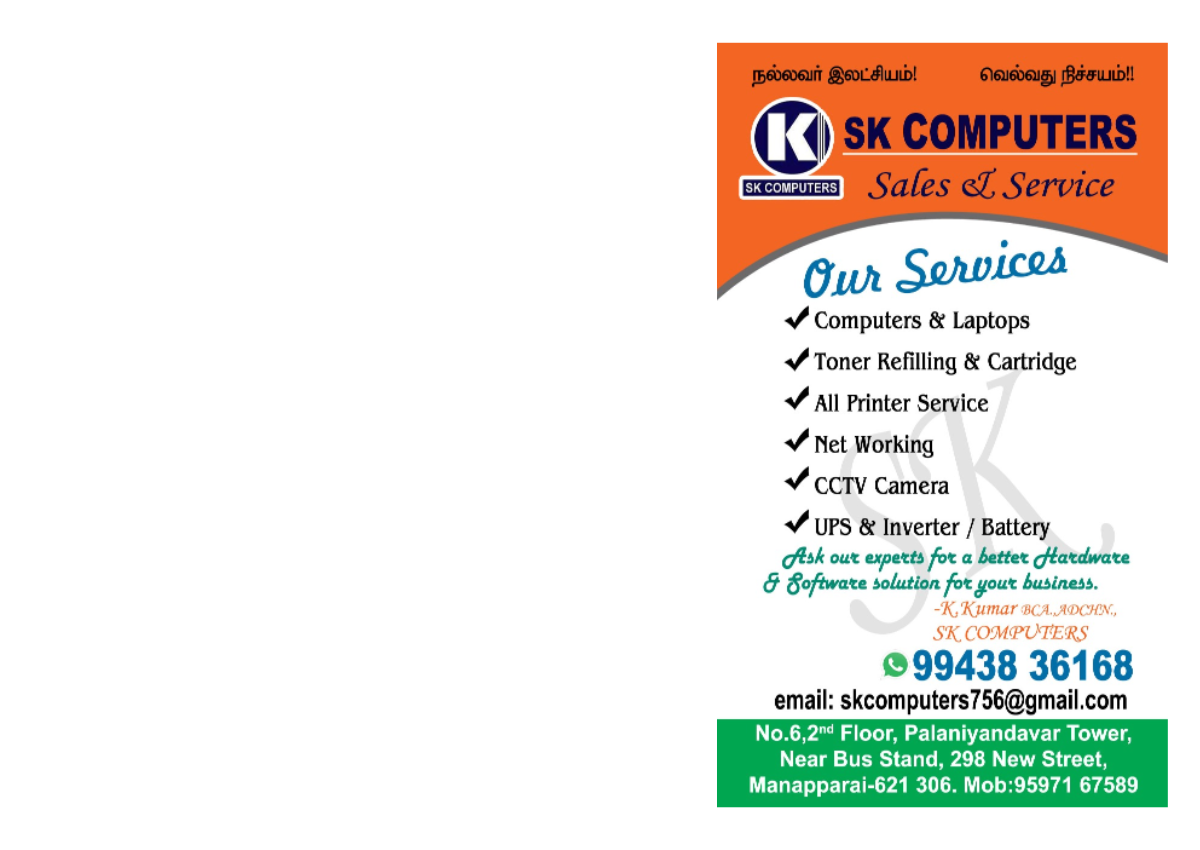 நல்லவர் இலட்சியம்! வெல்வது நிச்சயம்!!
K SK COMPUTERS
SK COMPUTERS
Sales & Service
Our Services
Computers & Laptops
Toner Refilling & Cartridge
All Printer Service
Net Working
CCTV Camera
UPS & Inverter / Battery
SK
Ask our experts for a better Hardware
& Software solution for your business.
-K.Kumar BCA.,ADCHN.,
SK COMPUTERS
99438 36168
email: skcomputers756@gmail.com
No.6,2nd Floor, Palaniyandavar Tower,
Near Bus Stand, 298 New Street,
Manapparai-621 306. Mob:95971 67589